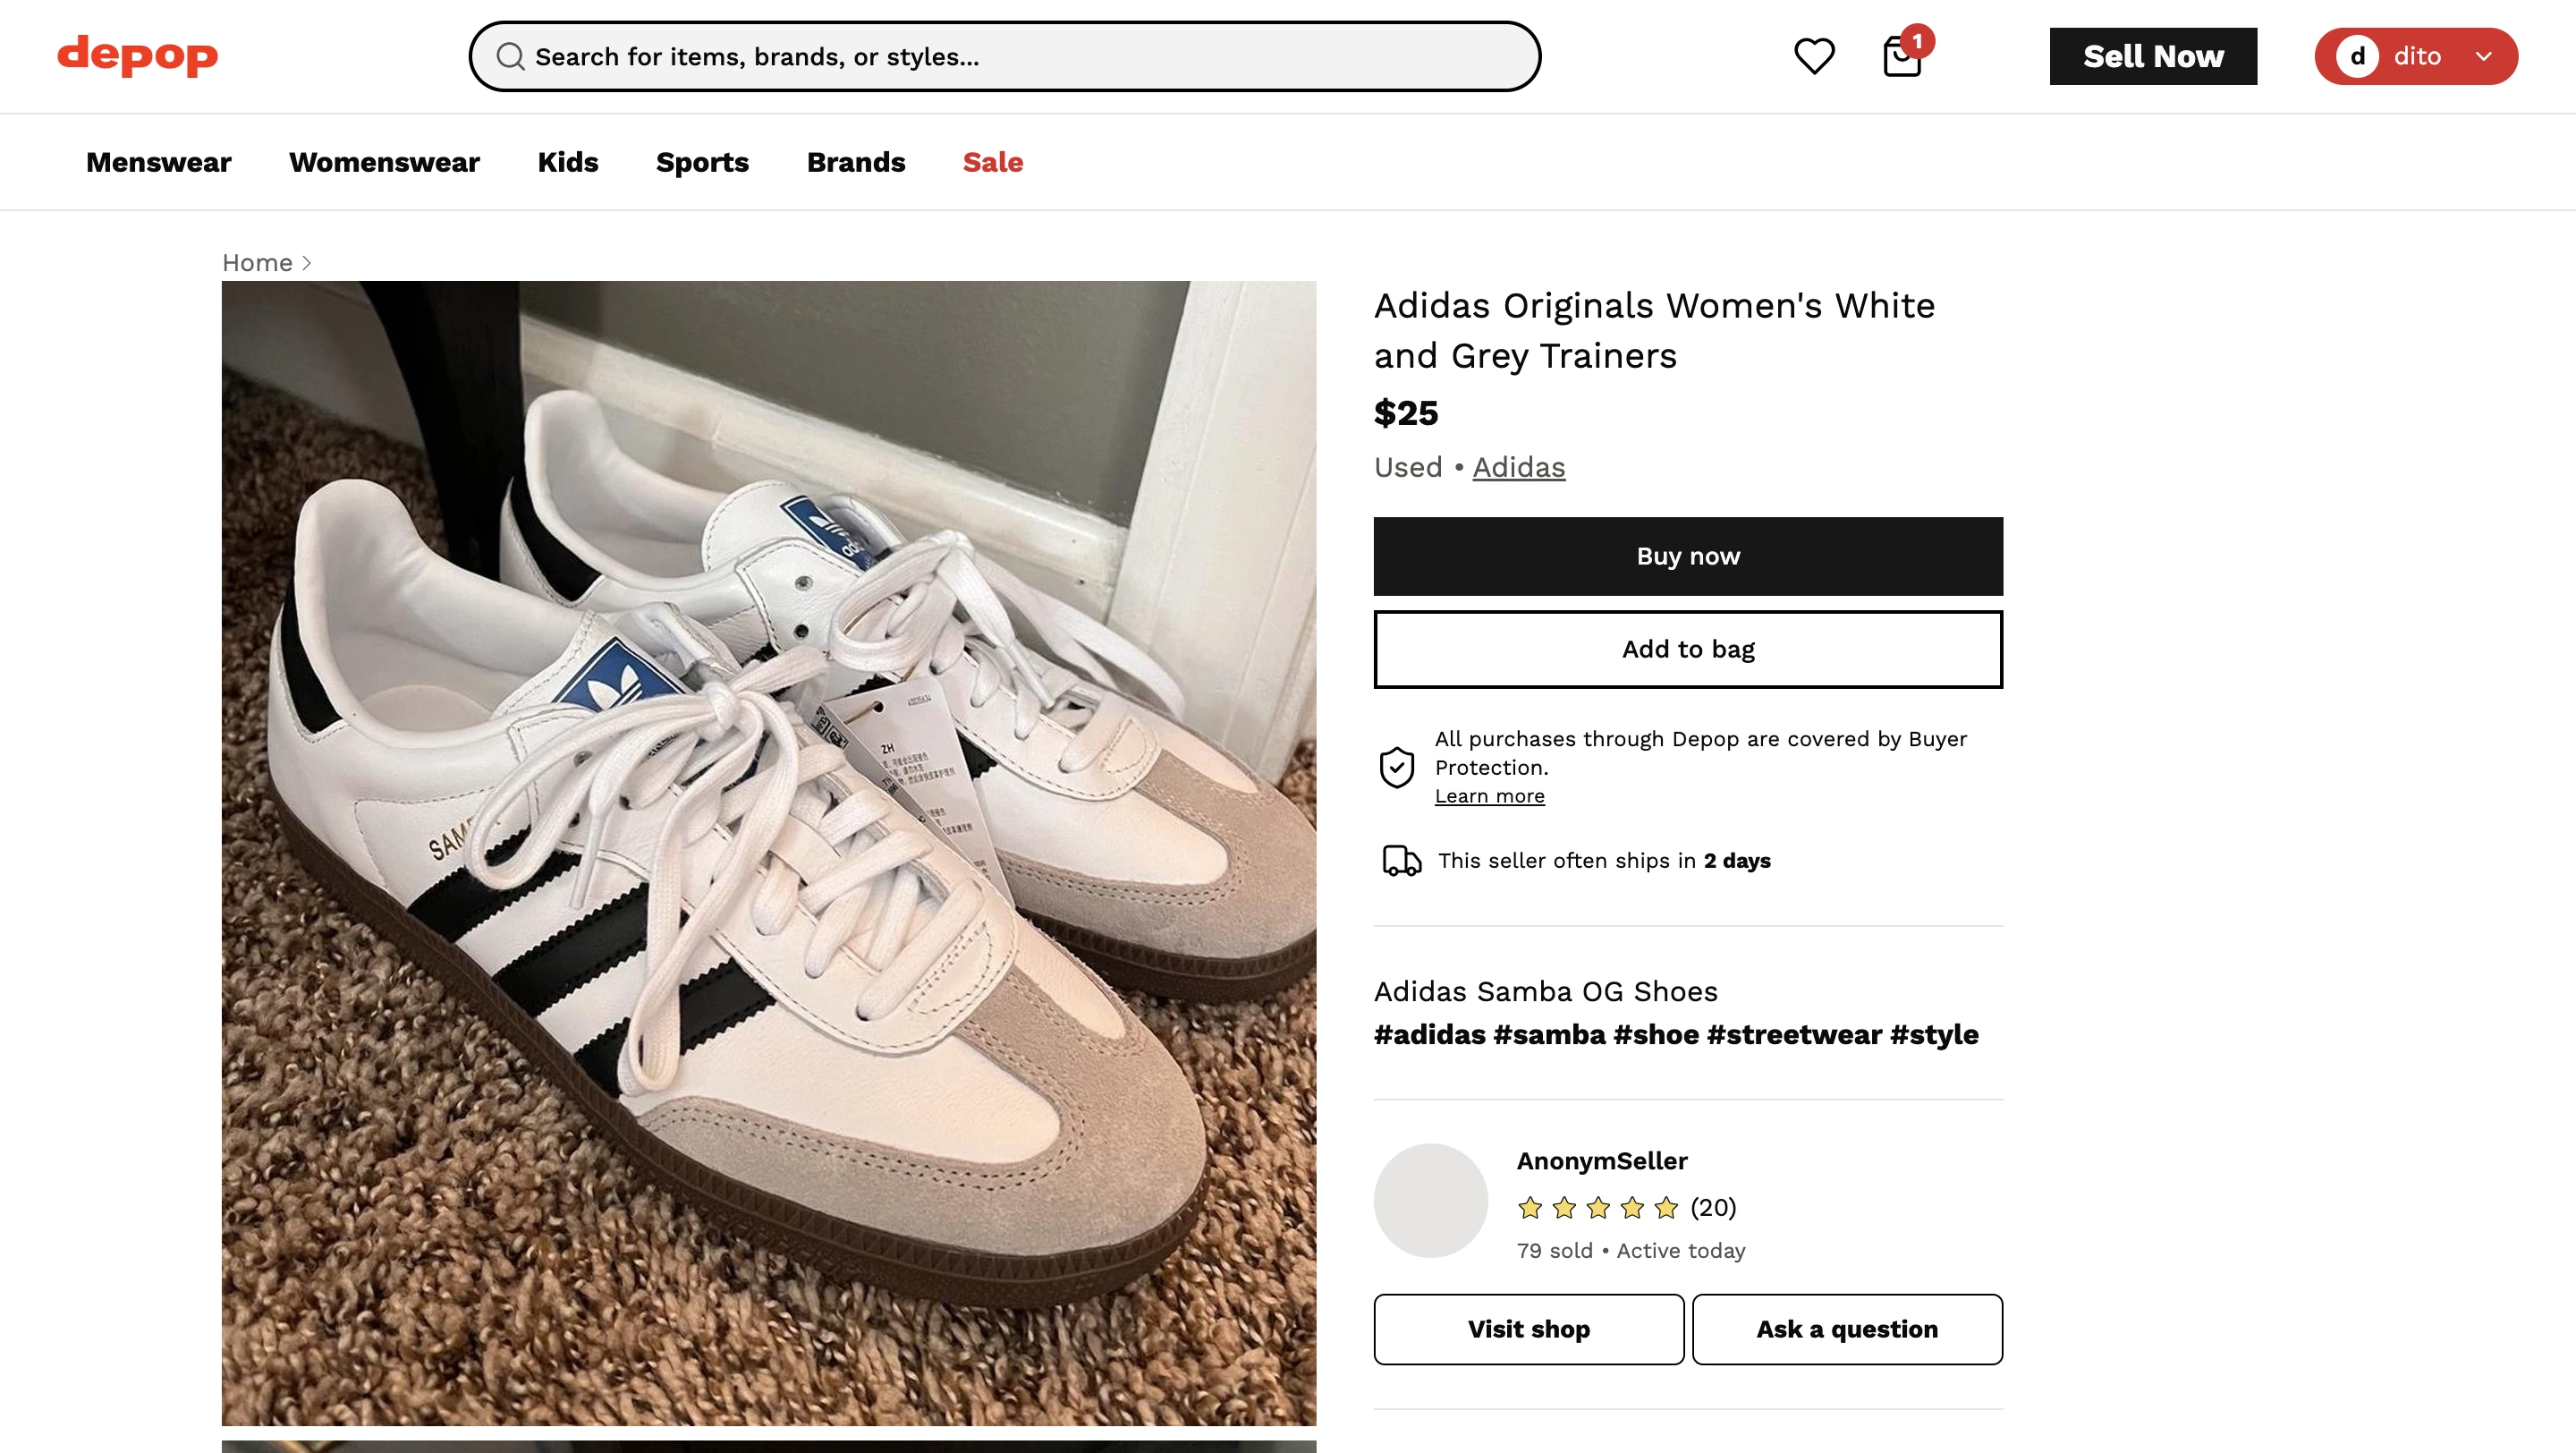 depop
Search for items, brands, or styles...
1
Sell Now
d dito
Menswear Womenswear Kids Sports Brands Sale
Home
Adidas Originals Women's White
and Grey Trainers
$25
Used • Adidas
Buy now
Add to bag
All purchases through Depop are covered by Buyer
Protection.
Learn more
This seller often ships in 2 days
Adidas Samba OG Shoes
#adidas #samba #shoe #streetwear #style
AnonymSeller
(20)
79 sold • Active today
Visit shop
Ask a question
ZH